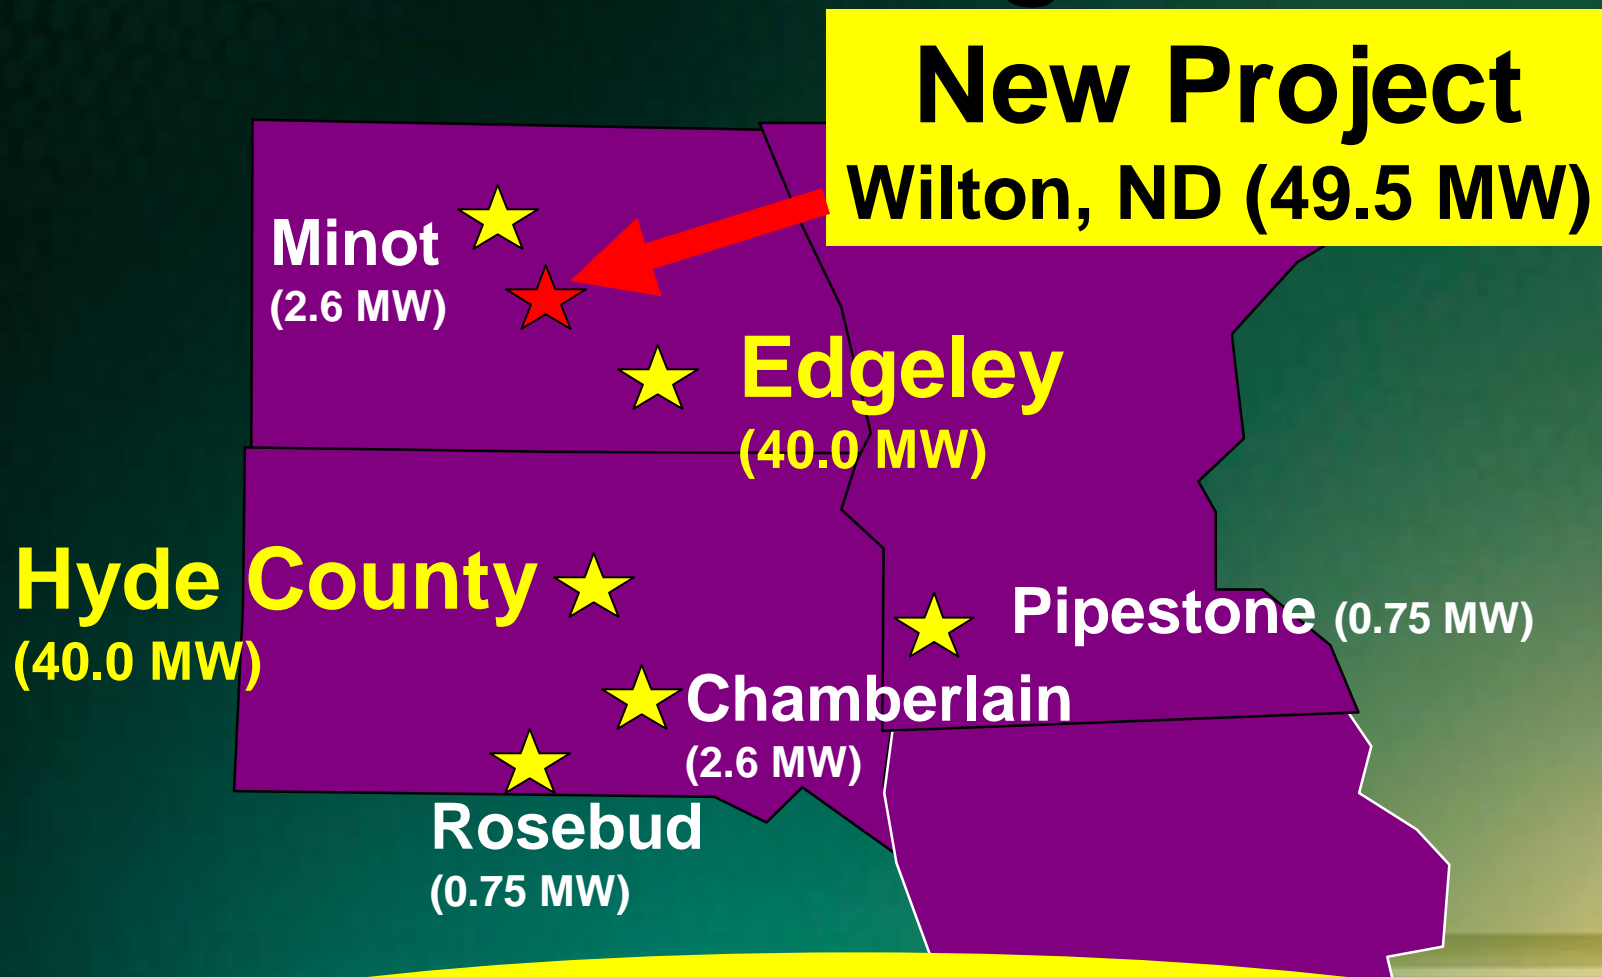 New Project
Wilton, ND (49.5 MW)
Minot
(2.6 MW)
Edgeley
(40.0 MW)
Hyde County
(40.0 MW)
Pipestone (0.75 MW)
Chamberlain
(2.6 MW)
Rosebud
(0.75 MW)